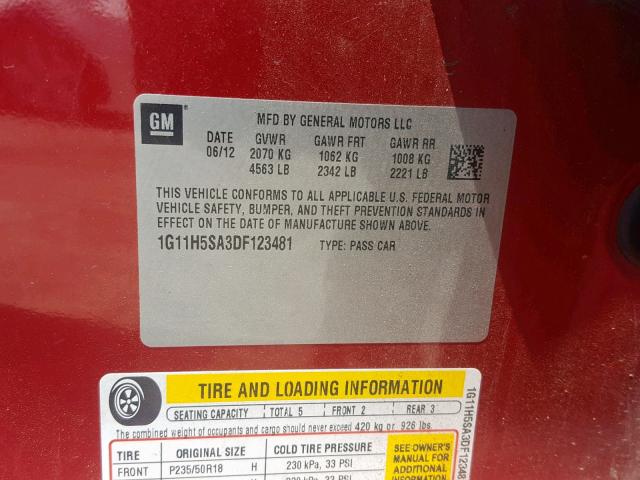 GM
MFD BY GENERAL MOTORS LLC
DATE GVWR GAWR FRT GAWR RR
06/12 2070 KG 1062 KG 1008 KG
4563 LB 2342 LB 2221 LB
THIS VEHICLE CONFORMS TO ALL APPLICABLE U.S. FEDERAL MOTOR
VEHICLE SAFETY, BUMPER, AND THEFT PREVENTION STANDARDS IN
EFFECT ON THE DATE OF MANUFACTURE SHOWN ABOVE.
1G11H5SA3DF123481 TYPE: PASS CAR
TIRE AND LOADING INFORMATION
SEATING CAPACITY TOTAL 5 FRONT 2 REAR 3
The combined weight of occupants and cargo should never exceed 420 kg or 926 lbs.
TIRE ORIGINAL SIZE COLD TIRE PRESSURE
FRONT P235/50R18 H 230 kPa, 33 PSI
SEE OWNER'S
MANUAL FOR
ADDITIONAL
1G11H5SA3DF123481